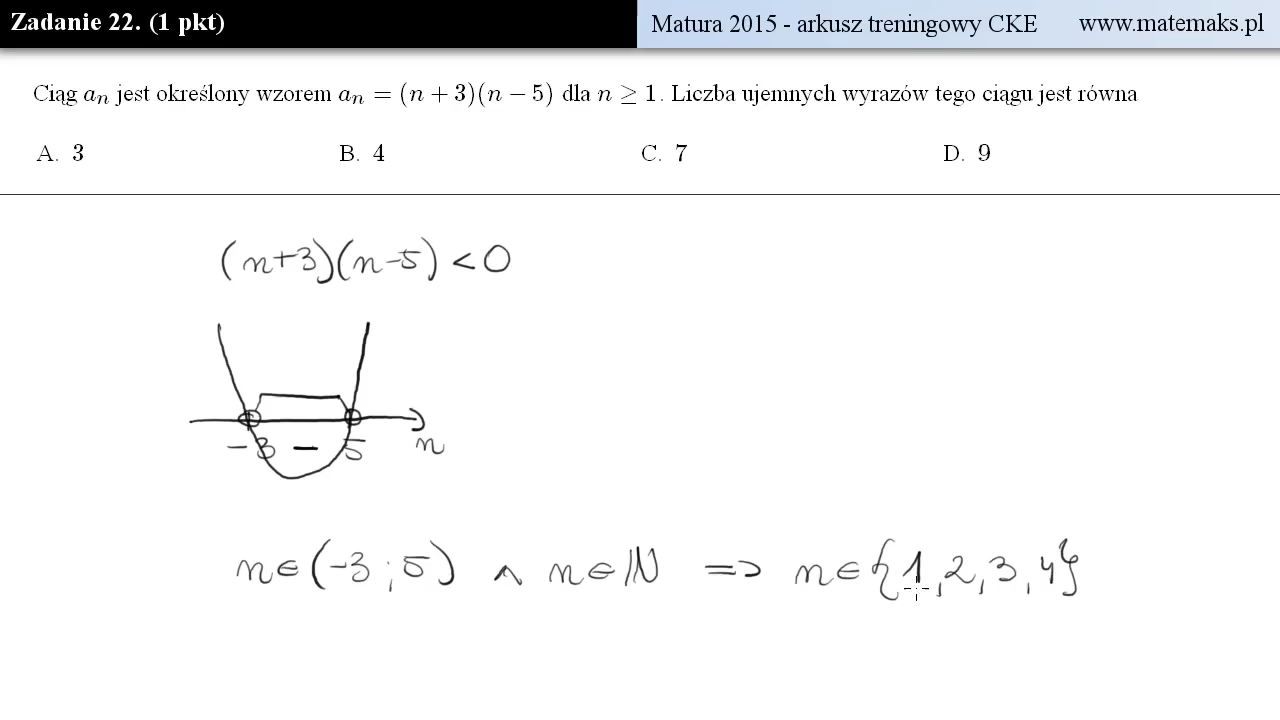 Zadanie 22. (1 pkt) Matura 2015 - arkusz treningowy CKE www.matemaks.pl
Ciąg aₙ jest określony wzorem aₙ = (n + 3)(n − 5) dla n ≥ 1. Liczba ujemnych wyrazów tego ciągu jest równa
A. 3 B. 4 C. 7 D. 9
(n+3)(n-5) < 0
-3 - 5 n
n∈(-3;5) ∧ n∈ℕ => n∈{1,2,3,4}